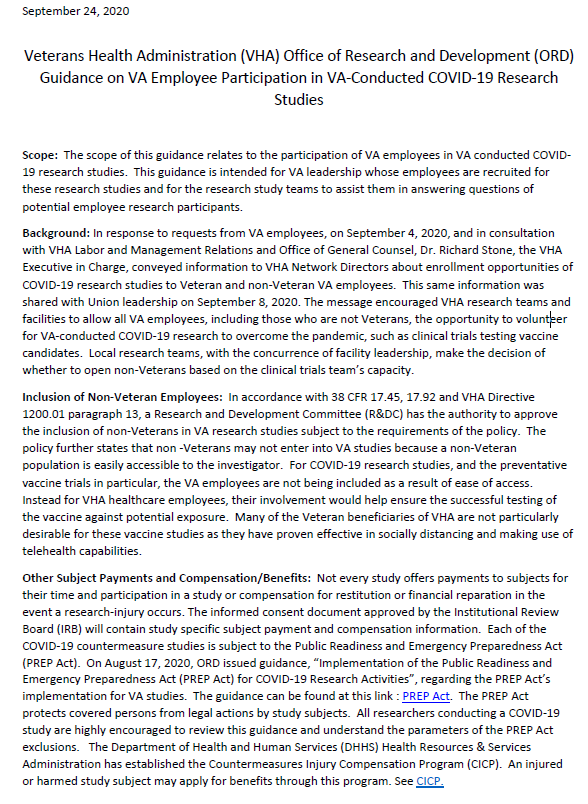 September 24, 2020
Veterans Health Administration (VHA) Office of Research and Development (ORD)
Guidance on VA Employee Participation in VA-Conducted COVID-19 Research
Studies
Scope:  The scope of this guidance relates to the participation of VA employees in VA conducted COVID-
19 research studies.  This guidance is intended for VA leadership whose employees are recruited for
these research studies and for the research study teams to assist them in answering questions of
potential employee research participants.
Background: In response to requests from VA employees, on September 4, 2020, and in consultation
with VHA Labor and Management Relations and Office of General Counsel, Dr. Richard Stone, the VHA
Executive in Charge, conveyed information to VHA Network Directors about enrollment opportunities of
COVID-19 research studies to Veteran and non-Veteran VA employees.  This same information was
shared with Union leadership on September 8, 2020. The message encouraged VHA research teams and
facilities to allow all VA employees, including those who are not Veterans, the opportunity to volunteer
for VA-conducted COVID-19 research to overcome the pandemic, such as clinical trials testing vaccine
candidates.  Local research teams, with the concurrence of facility leadership, make the decision of
whether to open non-Veterans based on the clinical trials team's capacity.
Inclusion of Non-Veteran Employees:  In accordance with 38 CFR 17.45, 17.92 and VHA Directive
1200.01 paragraph 13, a Research and Development Committee (R&DC) has the authority to approve
the inclusion of non-Veterans in VA research studies subject to the requirements of the policy.  The
policy further states that non -Veterans may not enter into VA studies because a non-Veteran
population is easily accessible to the investigator.  For COVID-19 research studies, and the preventative
vaccine trials in particular, the VA employees are not being included as a result of ease of access.
Instead for VHA healthcare employees, their involvement would help ensure the successful testing of
the vaccine against potential exposure.  Many of the Veteran beneficiaries of VHA are not particularly
desirable for these vaccine studies as they have proven effective in socially distancing and making use of
telehealth capabilities.
Other Subject Payments and Compensation/Benefits:  Not every study offers payments to subjects for
their time and participation in a study or compensation for restitution or financial reparation in the
event a research-injury occurs. The informed consent document approved by the Institutional Review
Board (IRB) will contain study specific subject payment and compensation information.  Each of the
COVID-19 countermeasure studies is subject to the Public Readiness and Emergency Preparedness Act
(PREP Act).  On August 17, 2020, ORD issued guidance, "Implementation of the Public Readiness and
Emergency Preparedness Act (PREP Act) for COVID-19 Research Activities", regarding the PREP Act's
implementation for VA studies.  The guidance can be found at this link : PREP Act.  The PREP Act
protects covered persons from legal actions by study subjects.  All researchers conducting a COVID-19
study are highly encouraged to review this guidance and understand the parameters of the PREP Act
exclusions.   The Department of Health and Human Services (DHHS) Health Resources & Services
Administration has established the Countermeasures Injury Compensation Program (CICP).  An injured
or harmed study subject may apply for benefits through this program. See CICP.